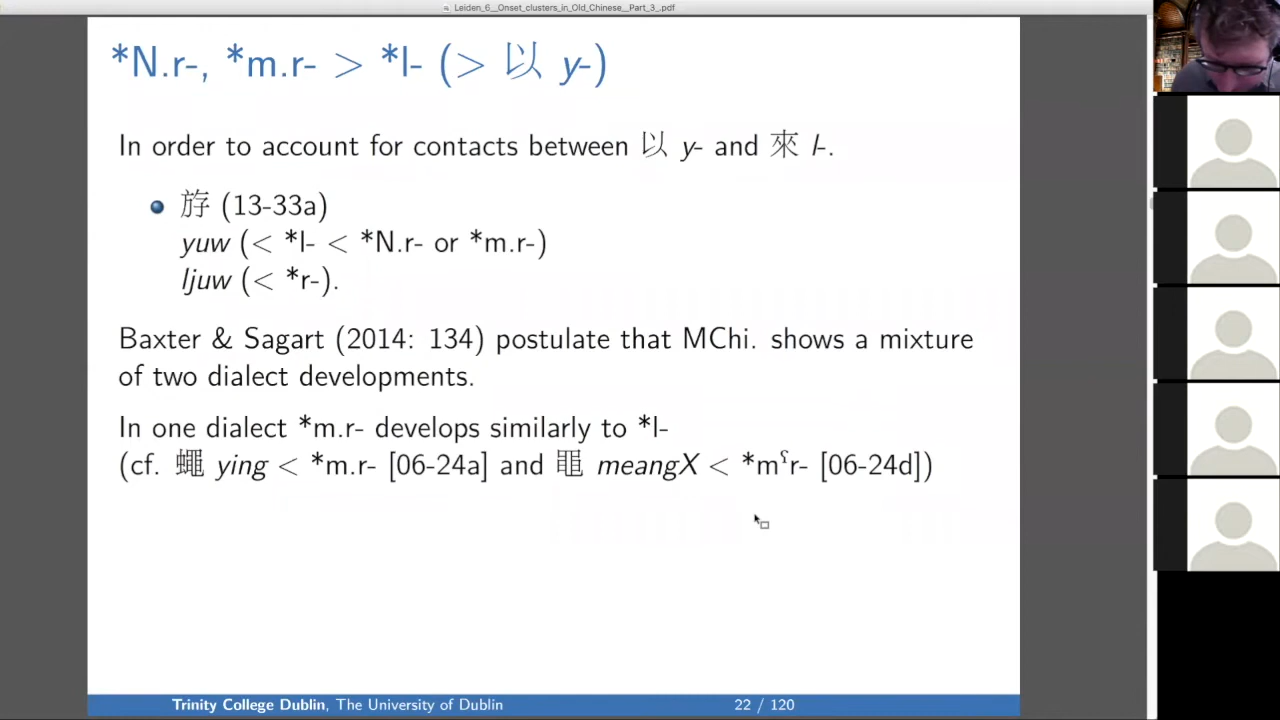 Leiden_6__Onset_clusters_in_Old_Chinese__Part_3_.pdf
*N.r-, *m.r- > *l- (> 以 y-)
In order to account for contacts between 以 y- and 來 l-.
斿 (13-33a)
yuw (< *l- < *N.r- or *m.r-)
ljuw (< *r-).
Baxter & Sagart (2014: 134) postulate that MChi. shows a mixture
of two dialect developments.
In one dialect *m.r- develops similarly to *l-
(cf. 蠅 ying < *m.r- [06-24a] and 黽 meangX < *mˤr- [06-24d])
Trinity College Dublin, The University of Dublin
22 / 120